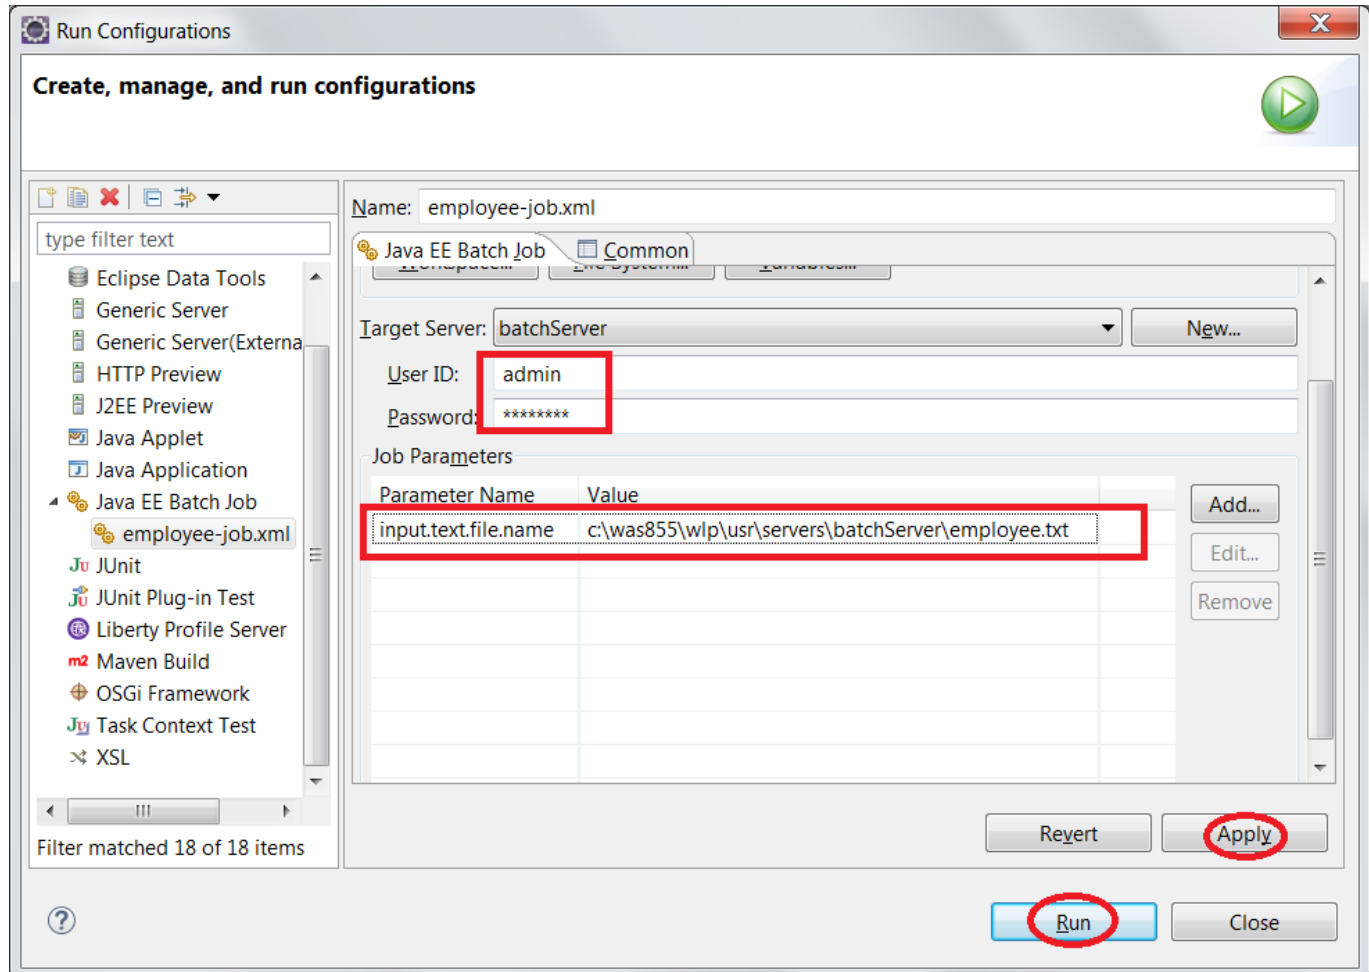 Run Configurations
X
Create, manage, and run configurations
type filter text
Eclipse Data Tools
Generic Server
Generic Server(Externa
HTTP Preview
J2EE Preview
Java Applet
Java Application
Java EE Batch Job
employee-job.xml
JUnit
JUnit Plug-in Test
Liberty Profile Server
m2 Maven Build
OSGi Framework
Task Context Test
XSL
Filter matched 18 of 18 items
Name: employee-job.xml
Java EE Batch Job Common
Workspace... File System... Variables...
Target Server: batchServer New...
User ID: admin
Password: ********
Job Parameters
Parameter Name Value
input.text.file.name c:\was855\wlp\usr\servers\batchServer\employee.txt
Add...
Edit...
Remove
Revert Apply
? Run Close